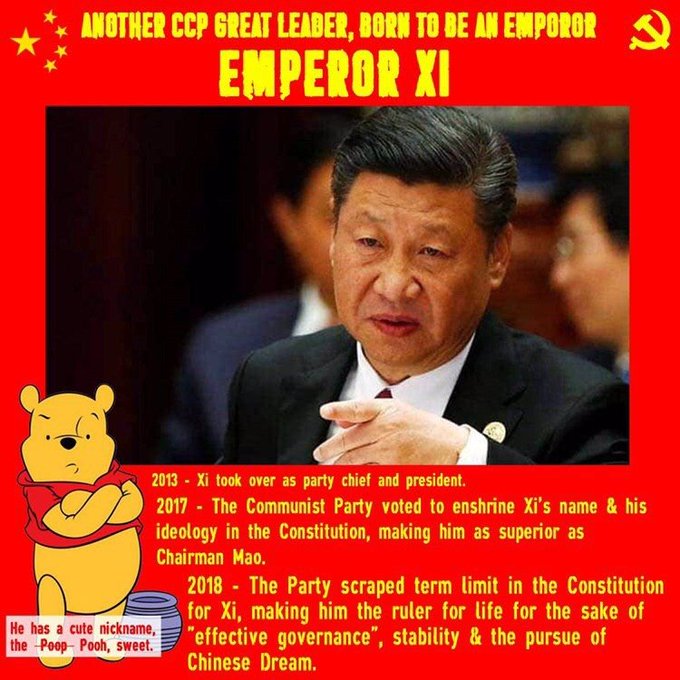 ANOTHER CCP GREAT LEADER, BORN TO BE AN EMPOROR
EMPEROR XI
2013 - Xi took over as party chief and president.
2017 - The Communist Party voted to enshrine Xi's name & his
ideology in the Constitution, making him as superior as
Chairman Mao.
2018 - The Party scraped term limit in the Constitution
for Xi, making him the ruler for life for the sake of
"effective governance", stability & the pursue of
Chinese Dream.
He has a cute nickname,
the Poop Pooh, sweet.